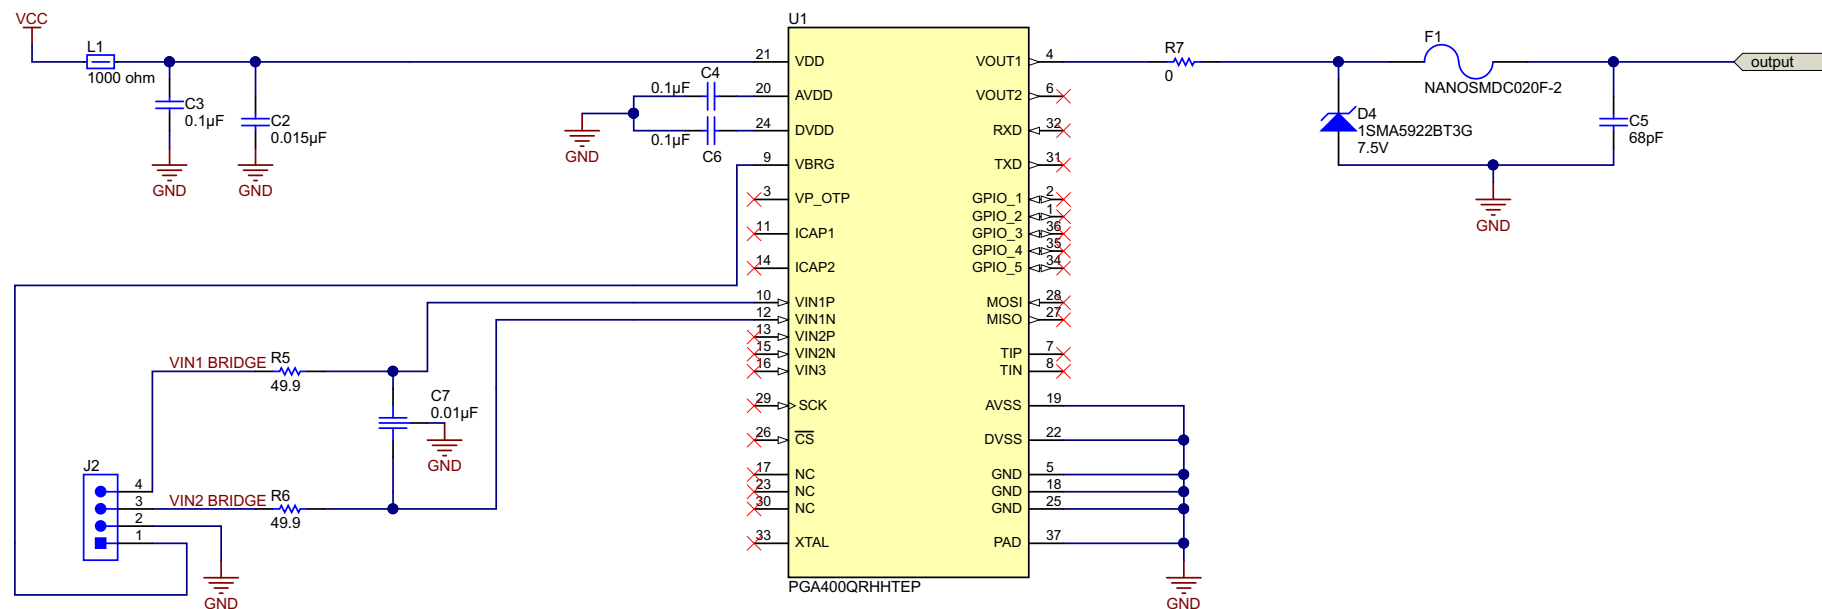 VCC
L1
1000 ohm
C3
0.1µF
GND
C2
0.015µF
GND
C4
0.1µF
0.1µF
C6
GND
U1
21 VDD
20 AVDD
24 DVDD
9 VBRG
3 VP_OTP
11 ICAP1
14 ICAP2
10 VIN1P
12 VIN1N
13 VIN2P
15 VIN2N
16 VIN3
29 SCK
26 CS
17 NC
23 NC
30 NC
33 XTAL
VOUT1 4
VOUT2 6
RXD 32
TXD 31
GPIO_1 2
GPIO_2 1
GPIO_3 36
GPIO_4 35
GPIO_5 34
MOSI 28
MISO 27
TIP 7
TIN 8
AVSS 19
DVSS 22
GND 5
GND 18
GND 25
PAD 37
PGA400QRHHTEP
GND
R7
0
F1
NANOSMDC020F-2
output
D4
1SMA5922BT3G
7.5V
C5
68pF
GND
VIN1 BRIDGE
R5
49.9
C7
0.01µF
GND
J2
4
3
2
1
VIN2 BRIDGE
R6
49.9
GND